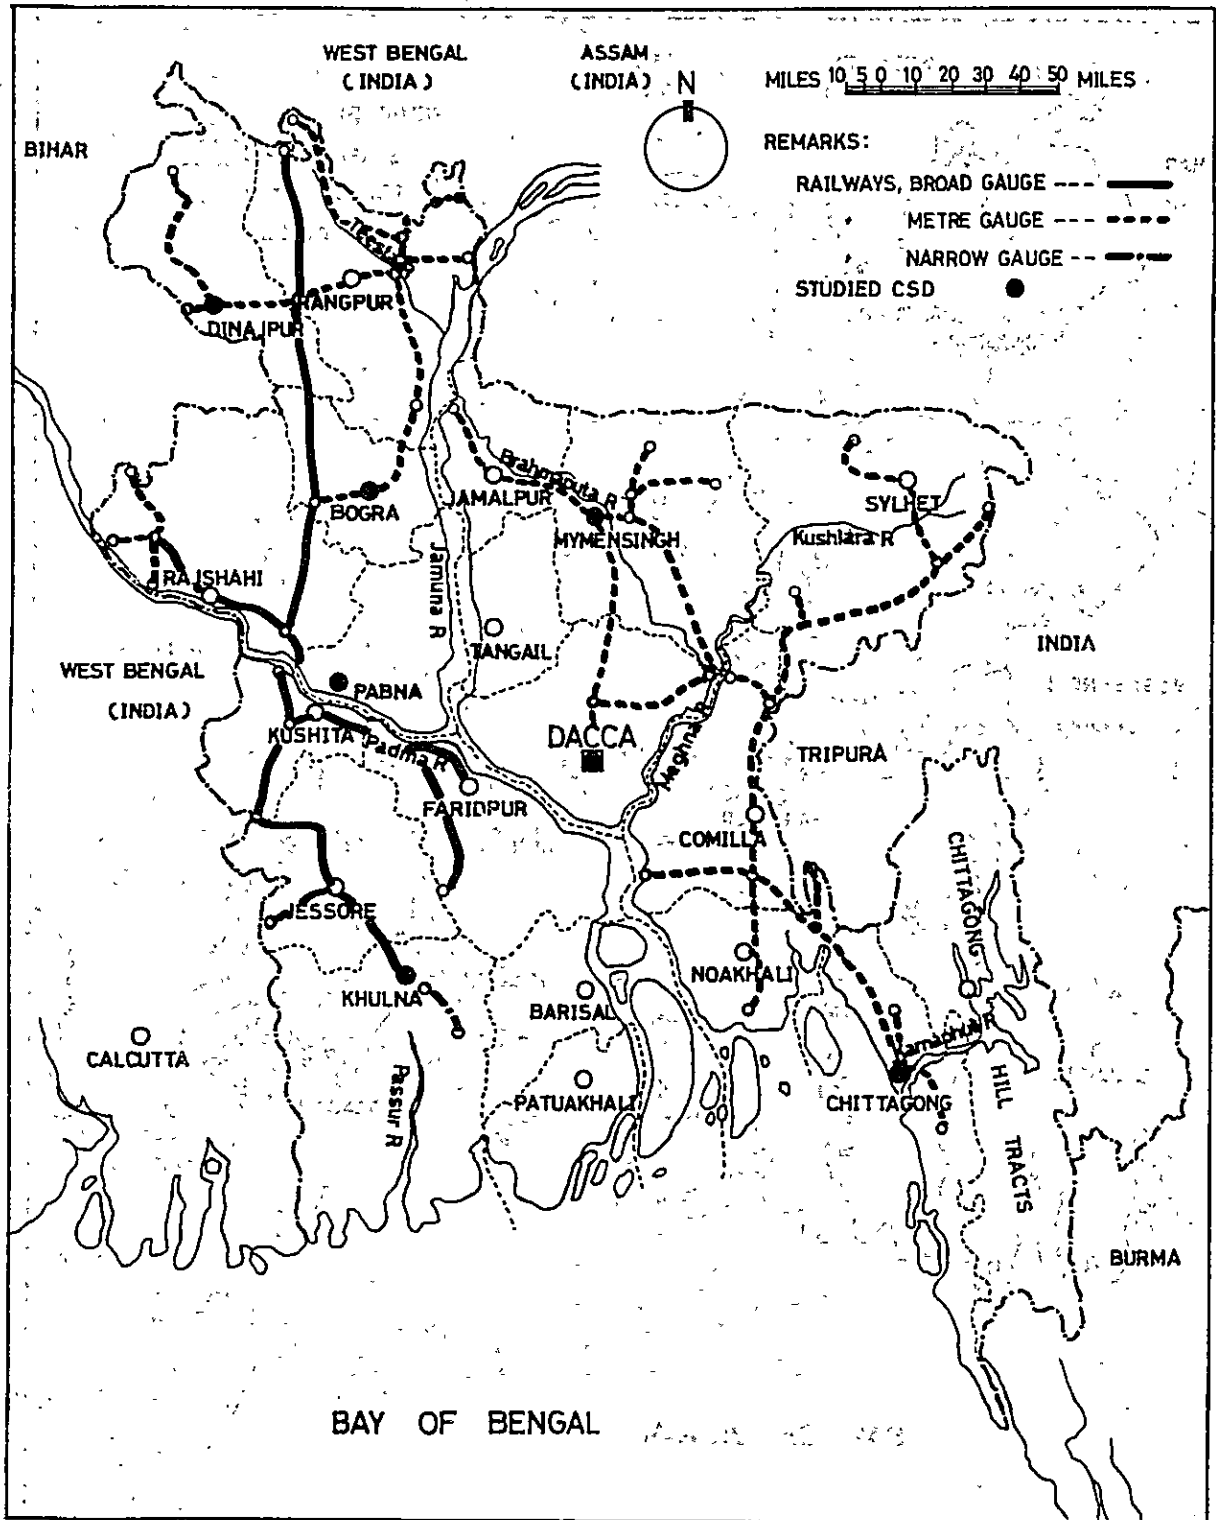 WEST BENGAL
(INDIA)
ASSAM
(INDIA)
N
MILES 10 5 0 10 20 30 40 50 MILES
BIHAR
REMARKS:
RAILWAYS, BROAD GAUGE ---
METRE GAUGE ---
NARROW GAUGE ---
STUDIED CSD
Teesta
RANGPUR
DINAJPUR
Brahmaputa R
JAMALPUR
SYLHET
BOGRA
MYMENSINGH
Kushiara R
Jamuna R
RAJSHAHI
TANGAIL
INDIA
WEST BENGAL
(INDIA)
PABNA
KUSHITA
Padma R
DACCA
Meghna R
TRIPURA
FARIDPUR
COMILLA
CHITTAGONG
JESSORE
NOAKHALI
KHULNA
BARISAL
CALCUTTA
Karnaphuli R
Passur R
PATUAKHALI
CHITTAGONG
HILL TRACTS
BURMA
BAY OF BENGAL